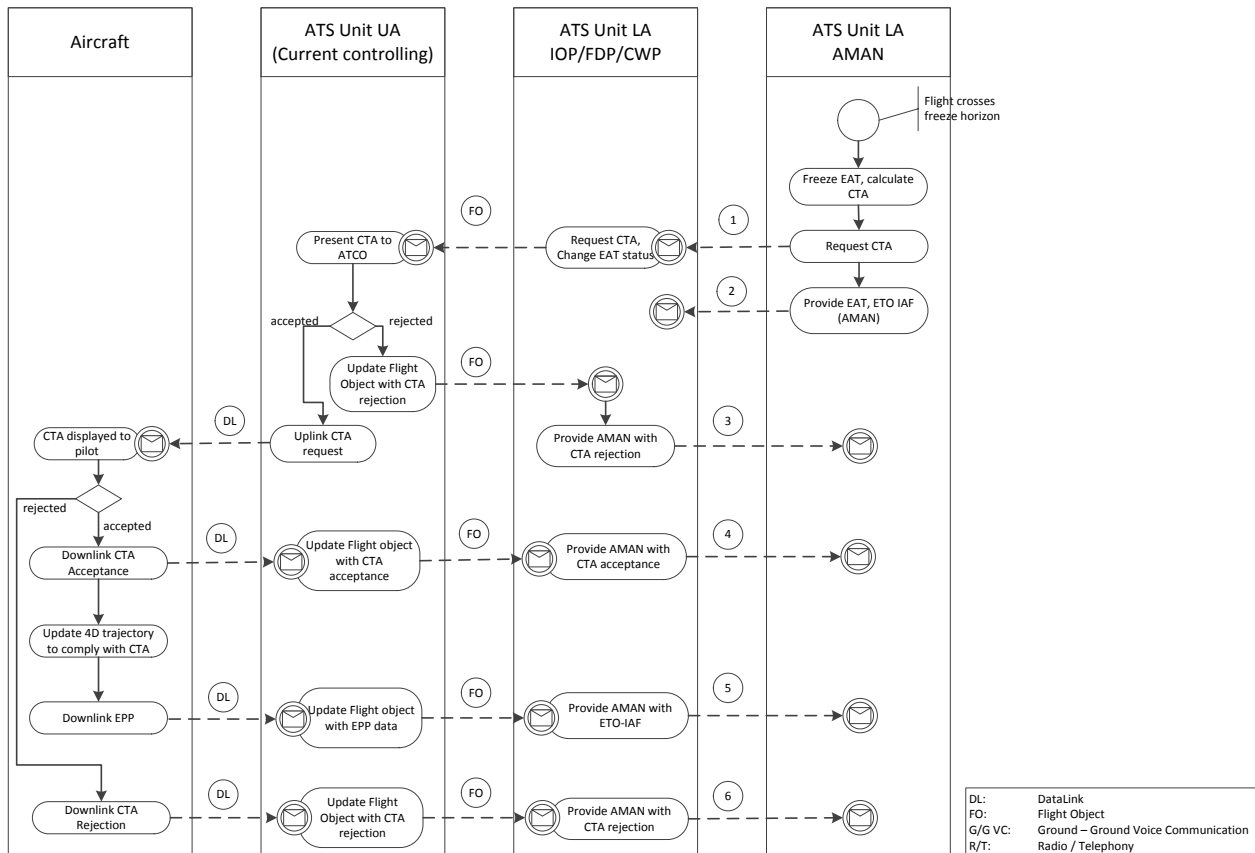 Aircraft
ATS Unit UA
(Current controlling)
ATS Unit LA
IOP/FDP/CWP
ATS Unit LA
AMAN
Flight crosses
freeze horizon
Freeze EAT, calculate
CTA
FO
1
Present CTA to
ATCO
Request CTA,
Change EAT status
Request CTA
2
Provide EAT, ETO IAF
(AMAN)
accepted
rejected
Update Flight
Object with CTA
rejection
FO
DL
3
CTA displayed to
pilot
Uplink CTA
request
Provide AMAN with
CTA rejection
rejected
accepted
Downlink CTA
Acceptance
DL
Update Flight object
with CTA
acceptance
FO
Provide AMAN with
CTA acceptance
4
Update 4D trajectory
to comply with CTA
Downlink EPP
DL
Update Flight object
with EPP data
FO
Provide AMAN with
ETO-IAF
5
Downlink CTA
Rejection
DL
Update Flight
Object with CTA
rejection
FO
Provide AMAN with
CTA rejection
6
DL: DataLink
FO: Flight Object
G/G VC: Ground – Ground Voice Communication
R/T: Radio / Telephony